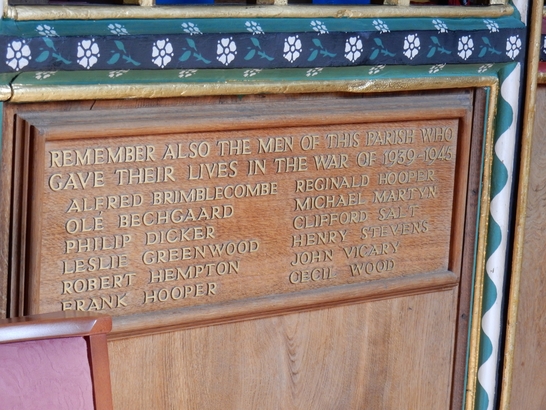 REMEMBER ALSO THE MEN OF THIS PARISH WHO
GAVE THEIR LIVES IN THE WAR OF 1939-1945
ALFRED BRIMBLECOMBE
OLÉ BECHGAARD
PHILIP DICKER
LESLIE GREENWOOD
ROBERT HEMPTON
FRANK HOOPER
REGINALD HOOPER
MICHAEL MARTYN
CLIFFORD SALT
HENRY STEVENS
JOHN VICARY
CECIL WOOD